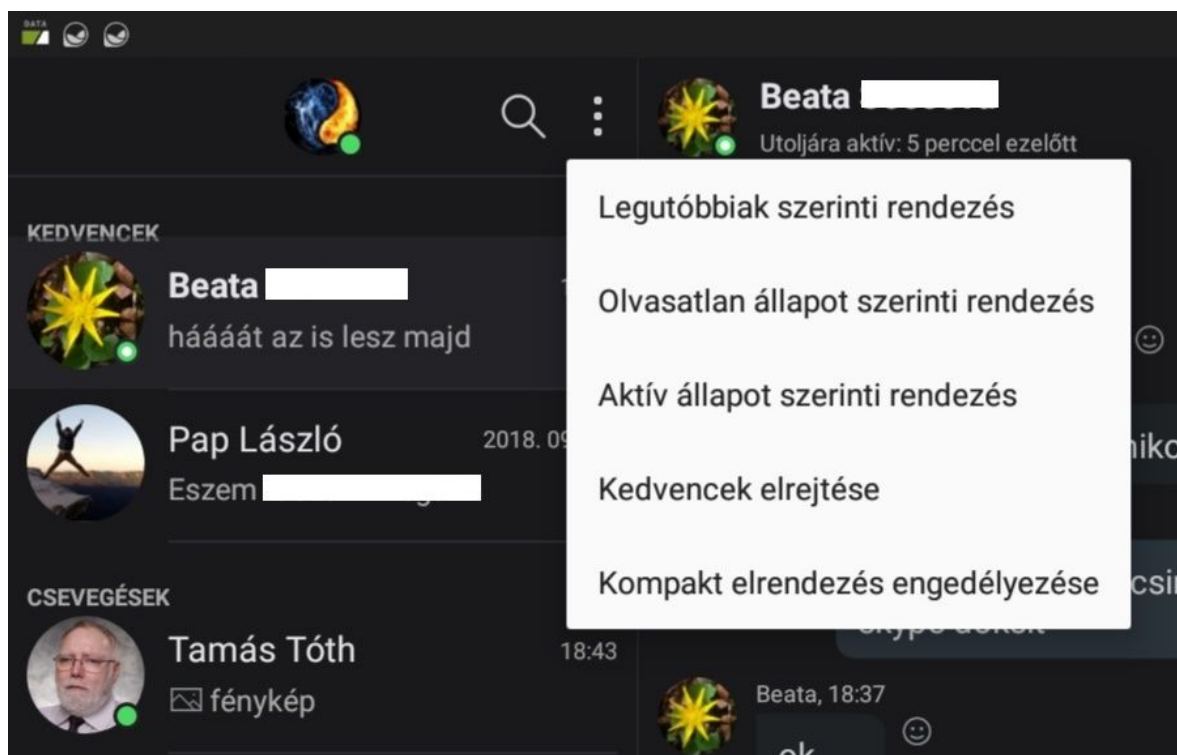 DATA
KEDVENCEK
Beata
háááát az is lesz majd
Pap László
2018. 09
Eszem
CSEVEGÉSEK
Tamás Tóth
18:43
fénykép
Beata
Utoljára aktív: 5 perccel ezelőtt
Legutóbbiak szerinti rendezés
Olvasatlan állapot szerinti rendezés
Aktív állapot szerinti rendezés
Kedvencek elrejtése
Kompakt elrendezés engedélyezése
Beata, 18:37
ok